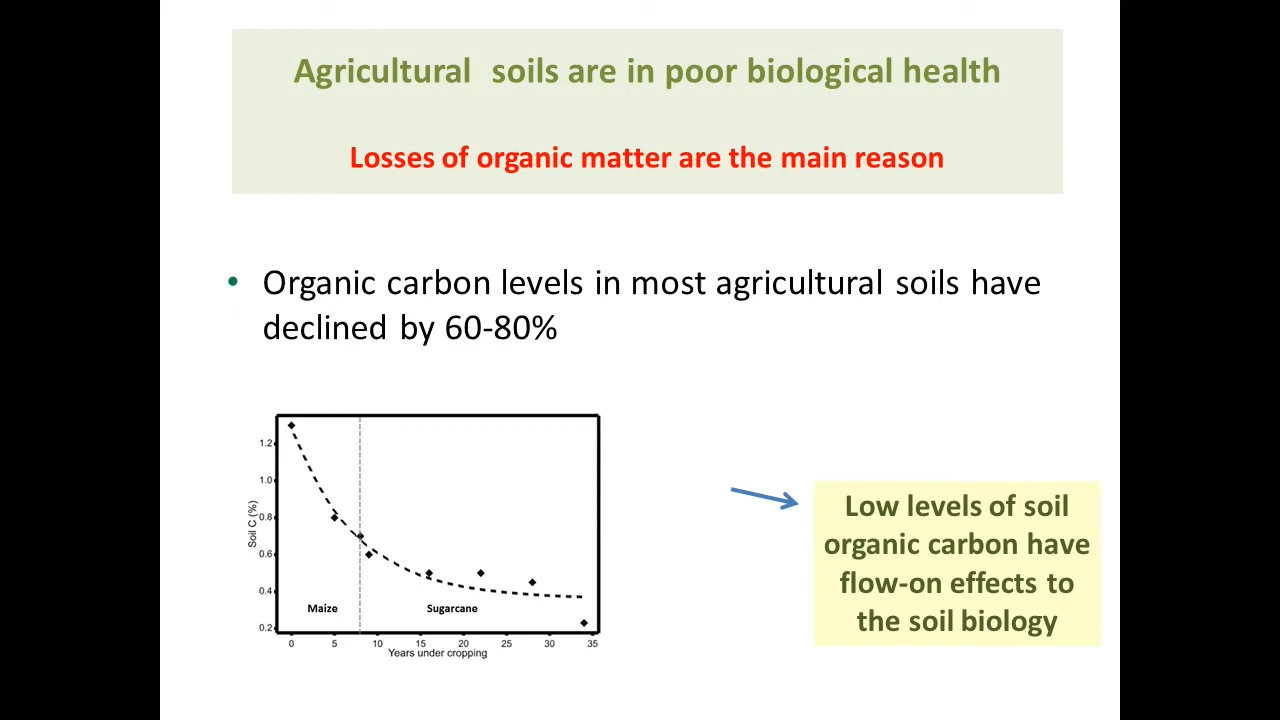 Agricultural soils are in poor biological health
Losses of organic matter are the main reason
• Organic carbon levels in most agricultural soils have
declined by 60-80%
1.2
1.0
0.8
0.6
0.4
0.2
Soil C (%)
Maize
Sugarcane
0 5 10 15 20 25 30 35
Years under cropping
Low levels of soil
organic carbon have
flow-on effects to
the soil biology